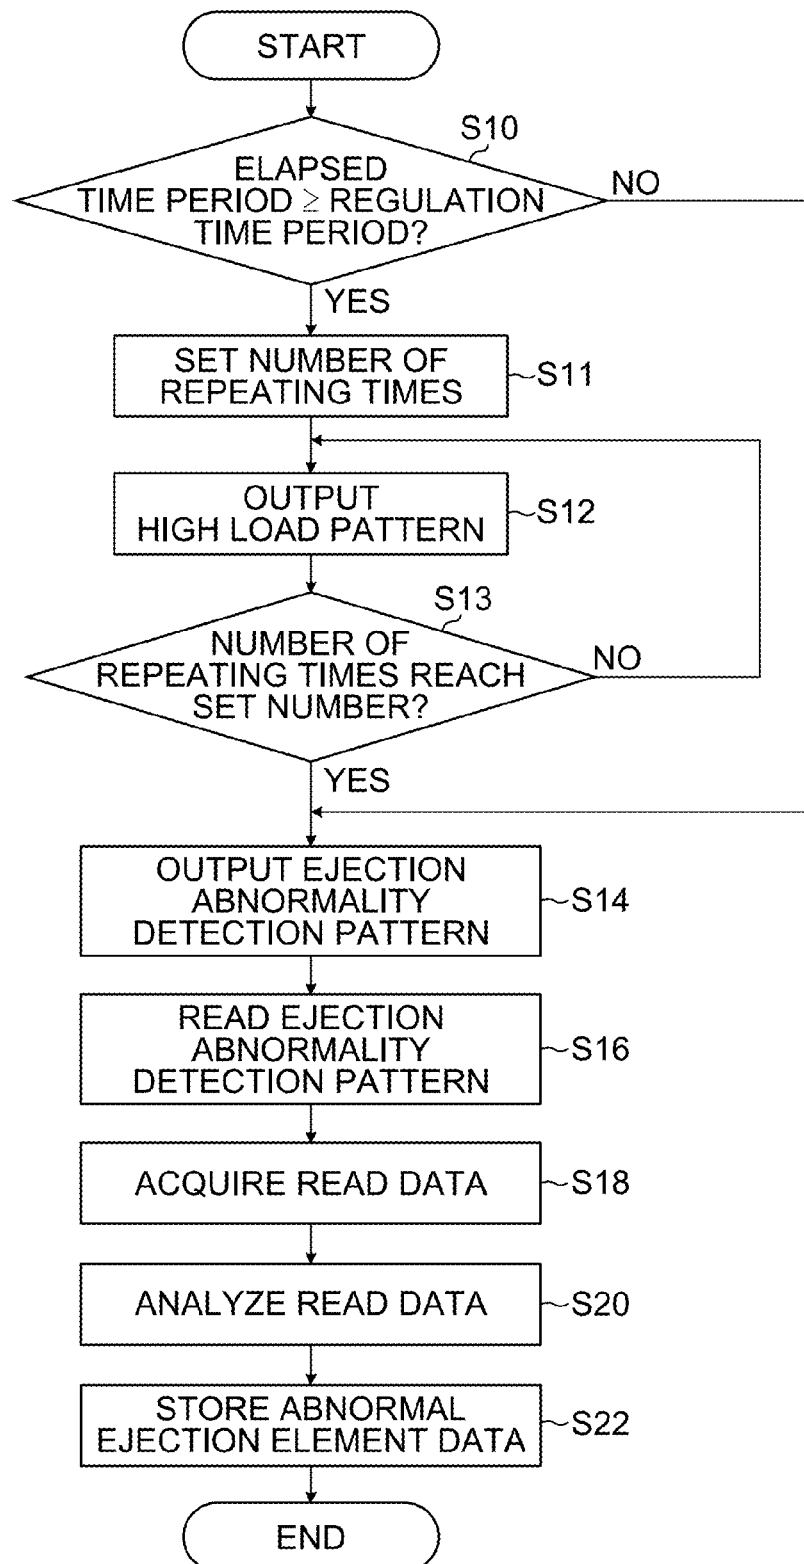 START
S10
ELAPSED
TIME PERIOD ≥ REGULATION
TIME PERIOD?
NO
YES
SET NUMBER OF
REPEATING TIMES
S11
OUTPUT
HIGH LOAD PATTERN
S12
S13
NUMBER OF
REPEATING TIMES REACH
SET NUMBER?
NO
YES
OUTPUT EJECTION
ABNORMALITY
DETECTION PATTERN
S14
READ EJECTION
ABNORMALITY
DETECTION PATTERN
S16
ACQUIRE READ DATA
S18
ANALYZE READ DATA
S20
STORE ABNORMAL
EJECTION ELEMENT DATA
S22
END